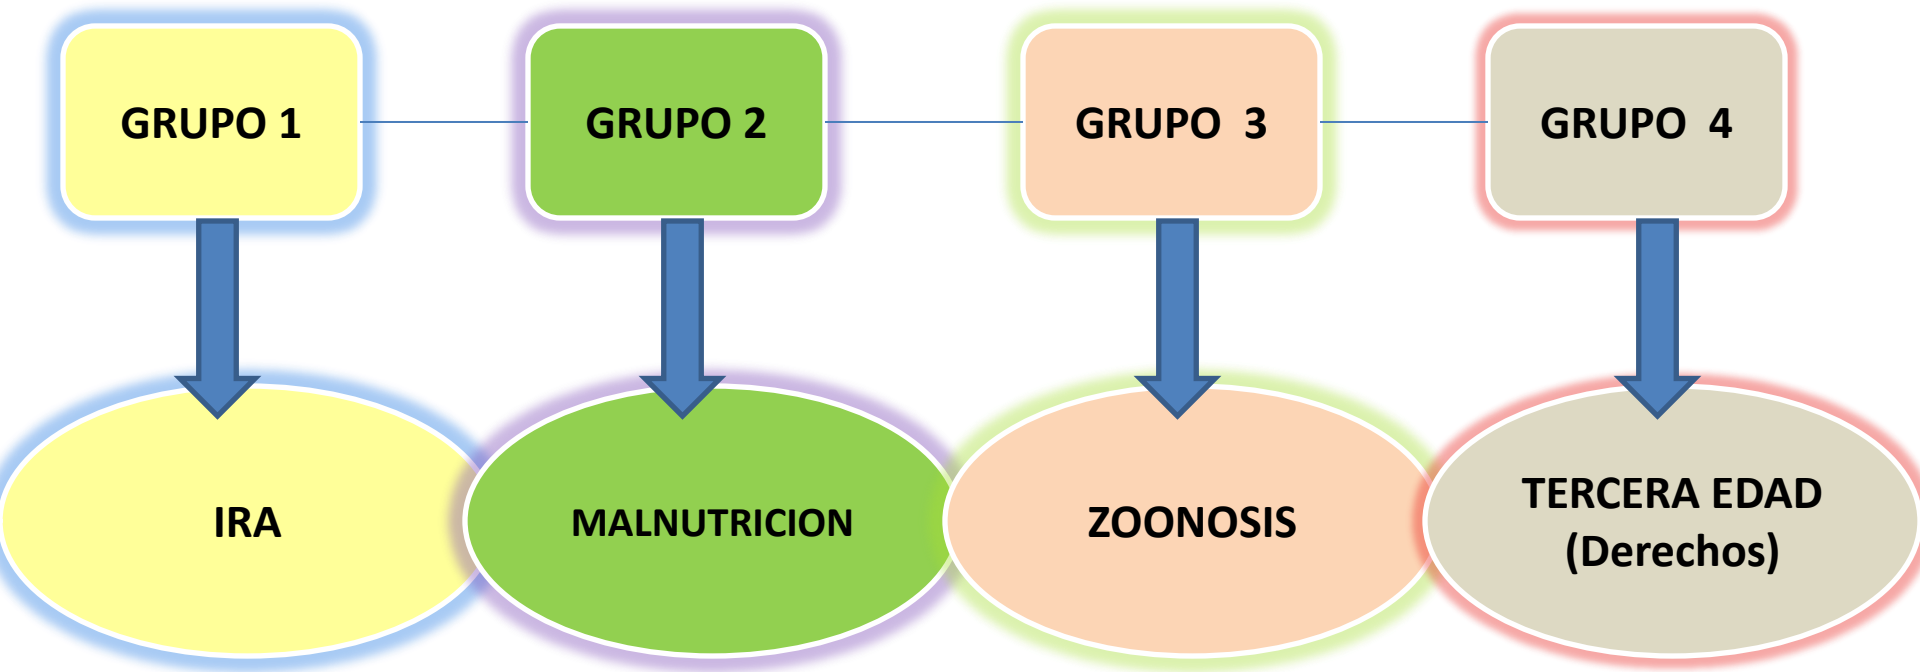 GRUPO 1
GRUPO 2
GRUPO 3
GRUPO 4
IRA
MALNUTRICION
ZOONOSIS
TERCERA EDAD
(Derechos)